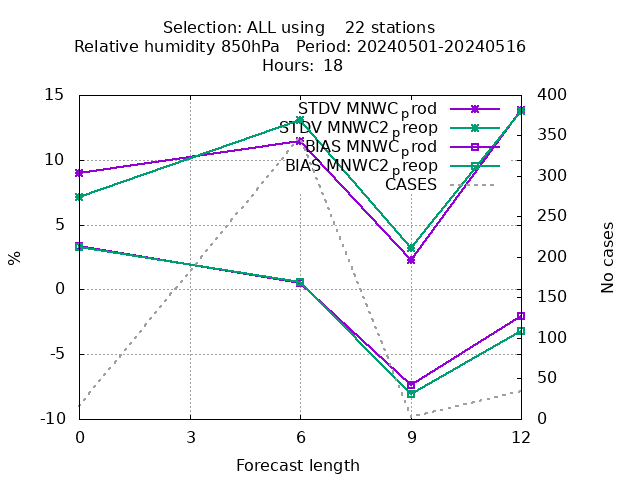 Selection: ALL using    22 stations
Relative humidity 850hPa   Period: 20240501-20240516
Hours: 18
STDV MNWC_prod
STDV MNWC2_preop
BIAS MNWC_prod
BIAS MNWC2_preop
CASES
15
10
5
0
-5
-10
%
400
350
300
250
200
150
100
50
0
No cases
0 3 6 9 12
Forecast length